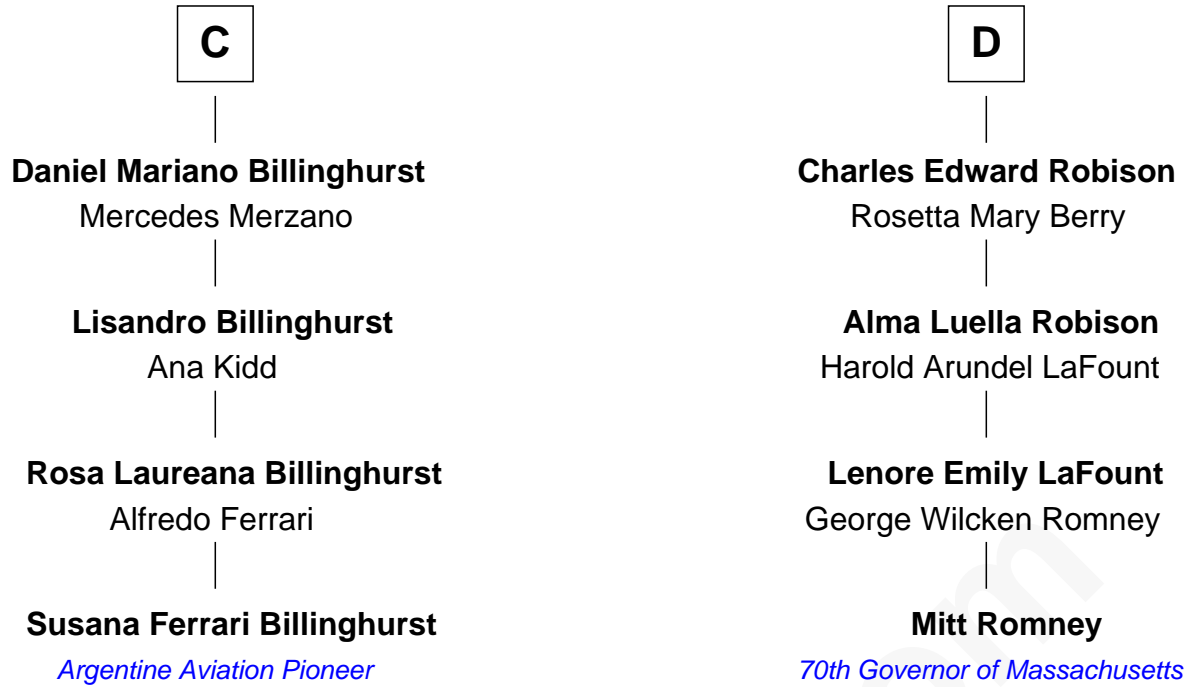 C
Daniel Mariano Billinghurst
Mercedes Merzano
Lisandro Billinghurst
Ana Kidd
Rosa Laureana Billinghurst
Alfredo Ferrari
Susana Ferrari Billinghurst
Argentine Aviation Pioneer
D
Charles Edward Robison
Rosetta Mary Berry
Alma Luella Robison
Harold Arundel LaFount
Lenore Emily LaFount
George Wilcken Romney
Mitt Romney
70th Governor of Massachusetts